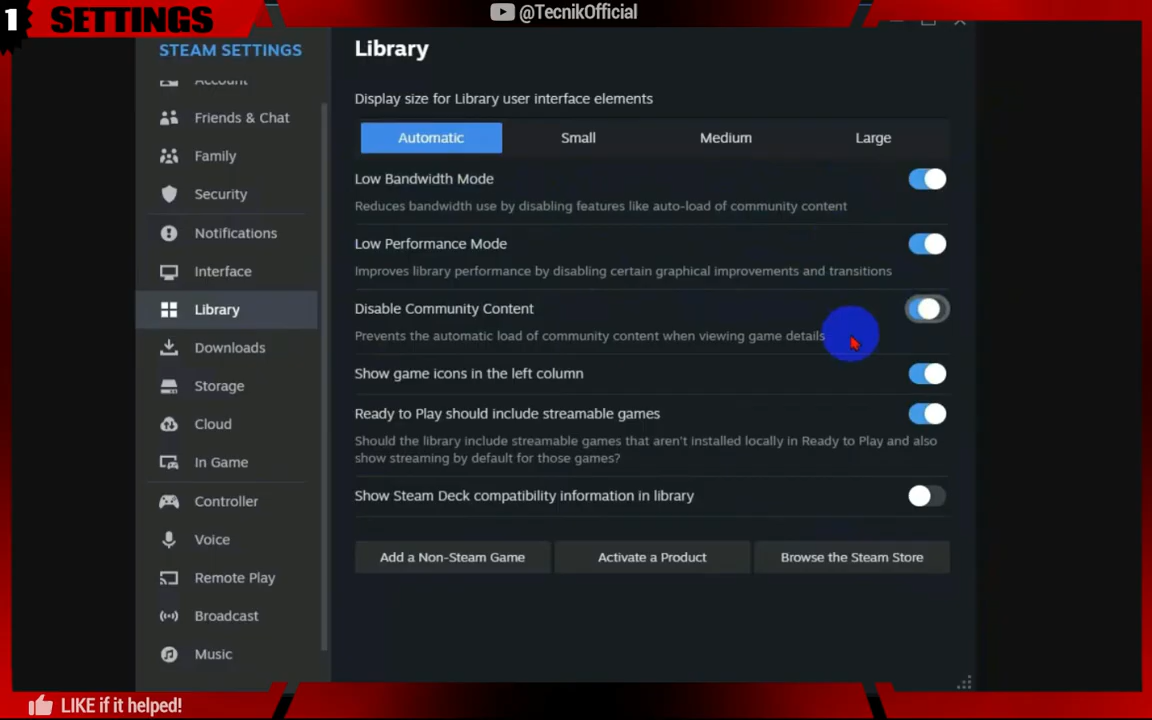 1
SETTINGS
@TecnikOfficial
STEAM SETTINGS
Account
Friends & Chat
Family
Security
Notifications
Interface
Library
Downloads
Storage
Cloud
In Game
Controller
Voice
Remote Play
Broadcast
Music
Library
Display size for Library user interface elements
Automatic Small Medium Large
Low Bandwidth Mode
Reduces bandwidth use by disabling features like auto-load of community content
Low Performance Mode
Improves library performance by disabling certain graphical improvements and transitions
Disable Community Content
Prevents the automatic load of community content when viewing game details
Show game icons in the left column
Ready to Play should include streamable games
Should the library include streamable games that aren't installed locally in Ready to Play and also
show streaming by default for those games?
Show Steam Deck compatibility information in library
Add a Non-Steam Game Activate a Product Browse the Steam Store
LIKE if it helped!